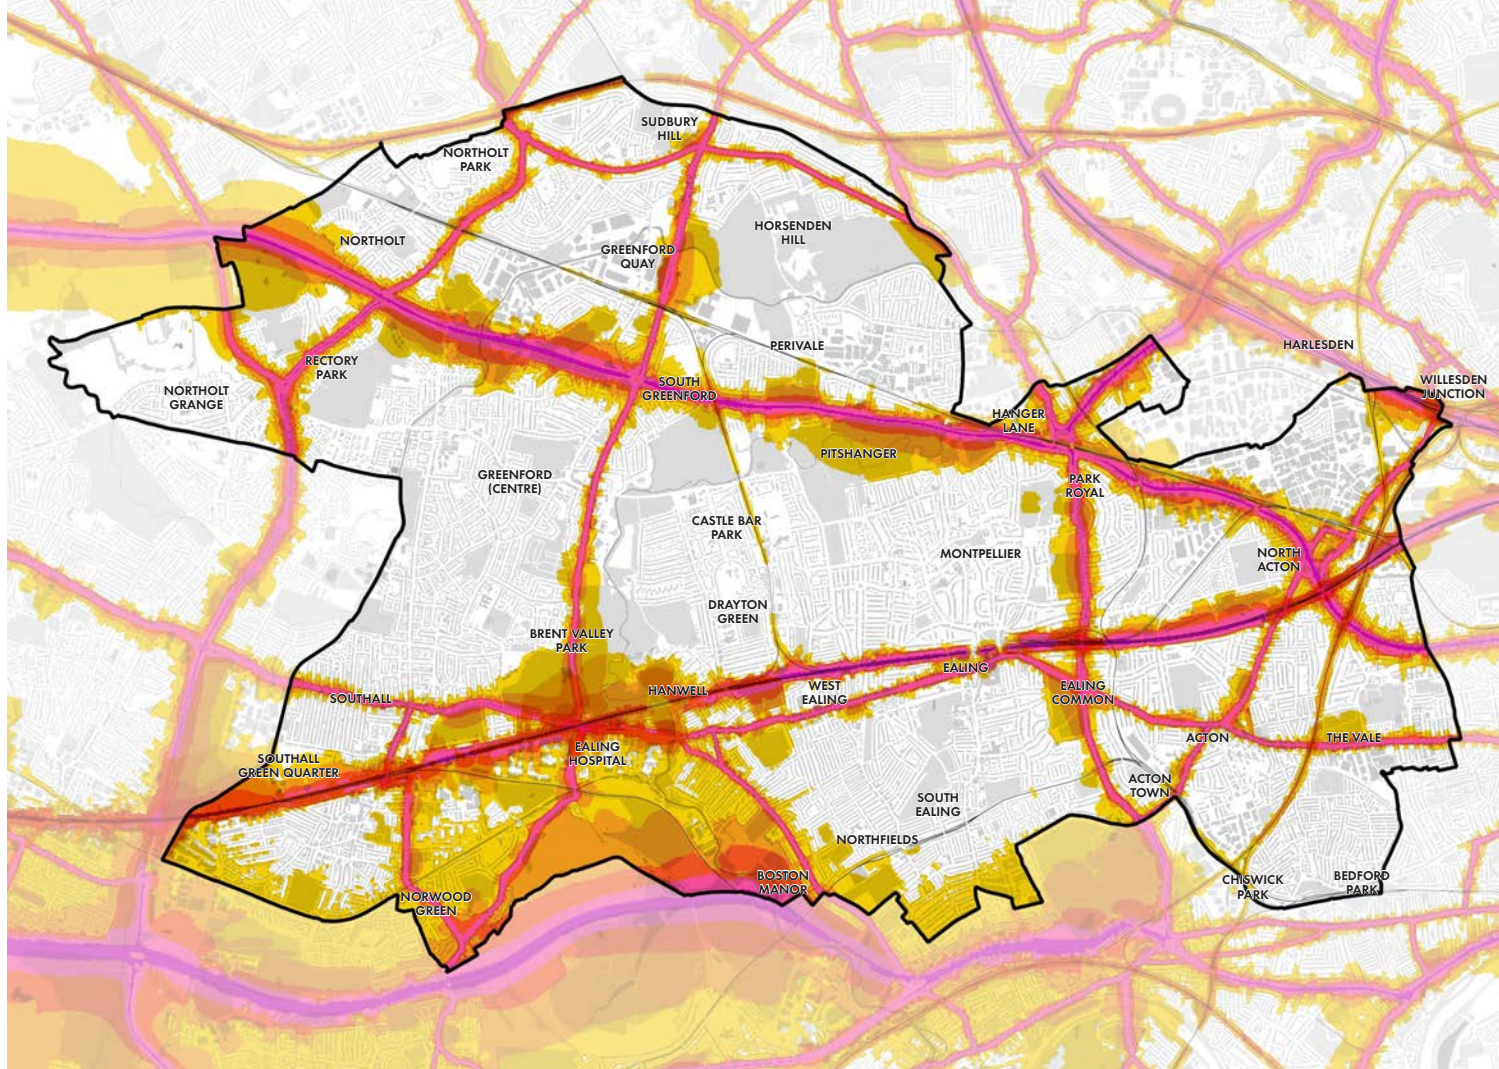 SUDBURY
HILL
NORTHOLT
PARK
HORSENDEN
HILL
NORTHOLT
GREENFORD
QUAY
PERIVALE
HARLESDEN
RECTORY
PARK
NORTHOLT
GRANGE
SOUTH
GREENFORD
WILLESDEN
JUNCTION
HANGER
LANE
PITSHANGER
GREENFORD
(CENTRE)
PARK
ROYAL
CASTLE BAR
PARK
MONTPELLIER
NORTH
ACTON
DRAYTON
GREEN
BRENT VALLEY
PARK
EALING
HANWELL
WEST
EALING
EALING
COMMON
SOUTHALL
ACTON
THE VALE
EALING
HOSPITAL
SOUTHALL
GREEN QUARTER
ACTON
TOWN
SOUTH
EALING
NORTHFIELDS
BOSTON
MANOR
CHISWICK
PARK
BEDFORD
PARK
NORWOOD
GREEN